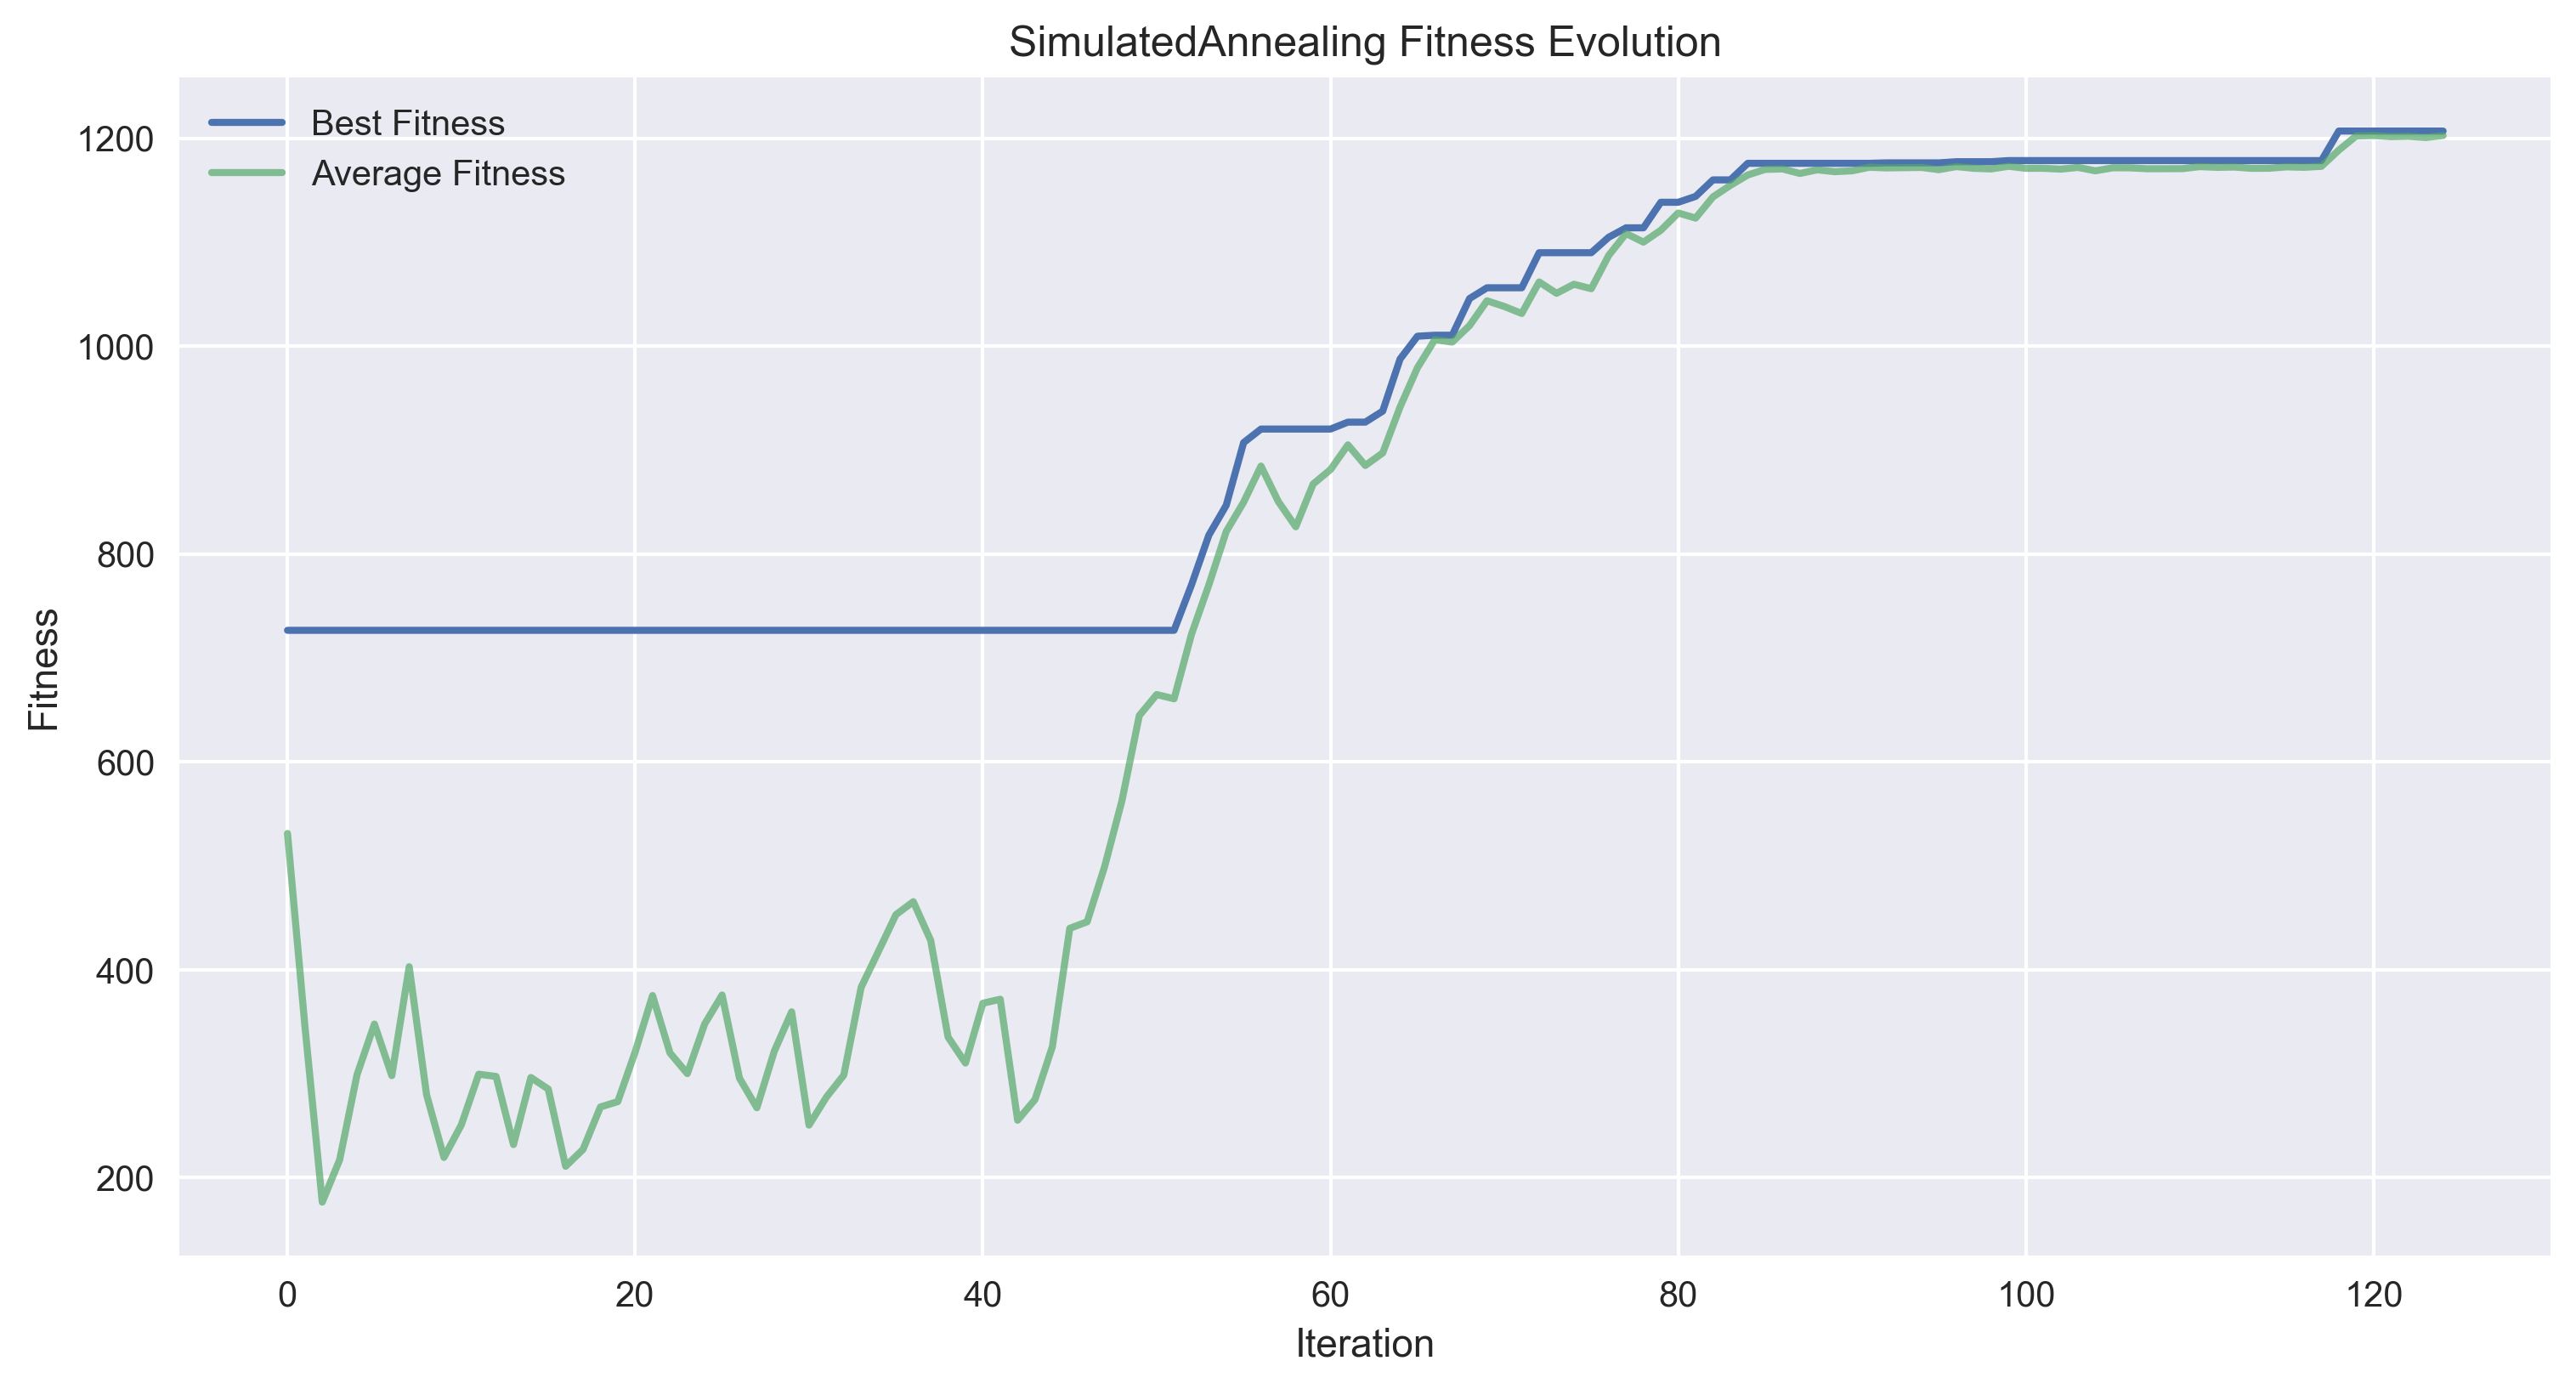 SimulatedAnnealing Fitness Evolution
Best Fitness
Average Fitness
1200
1000
800
600
400
200
Fitness
0 20 40 60 80 100 120
Iteration